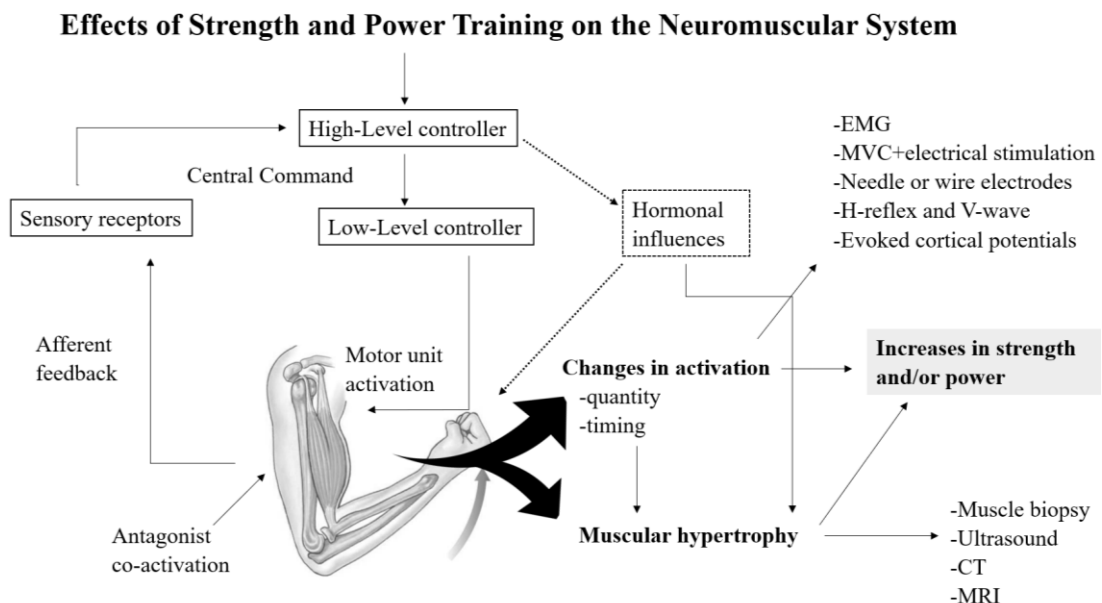 Effects of Strength and Power Training on the Neuromuscular System
High-Level controller
Central Command
Sensory receptors
Low-Level controller
Hormonal
influences
-EMG
-MVC+electrical stimulation
-Needle or wire electrodes
-H-reflex and V-wave
-Evoked cortical potentials
Afferent
feedback
Motor unit
activation
Changes in activation
-quantity
-timing
Increases in strength
and/or power
Antagonist
co-activation
Muscular hypertrophy
-Muscle biopsy
-Ultrasound
-CT
-MRI